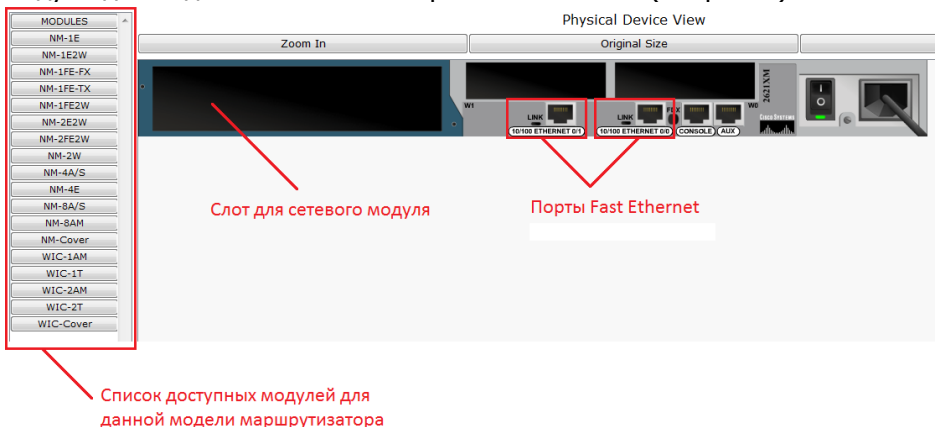 MODULES
NM-1E
NM-1E2W
NM-1FE-FX
NM-1FE-TX
NM-1FE2W
NM-2E2W
NM-2FE2W
NM-2W
NM-4A/S
NM-4E
NM-8A/S
NM-8AM
NM-Cover
WIC-1AM
WIC-1T
WIC-2AM
WIC-2T
WIC-Cover
Physical Device View
Zoom In
Original Size
W1
LINK
10/100 ETHERNET 0/1
LINK
FDX
10/100 ETHERNET 0/0
CONSOLE
AUX
W0
2621XM
Cisco Systems
I
O
Слот для сетевого модуля
Порты Fast Ethernet
Список доступных модулей для
данной модели маршрутизатора